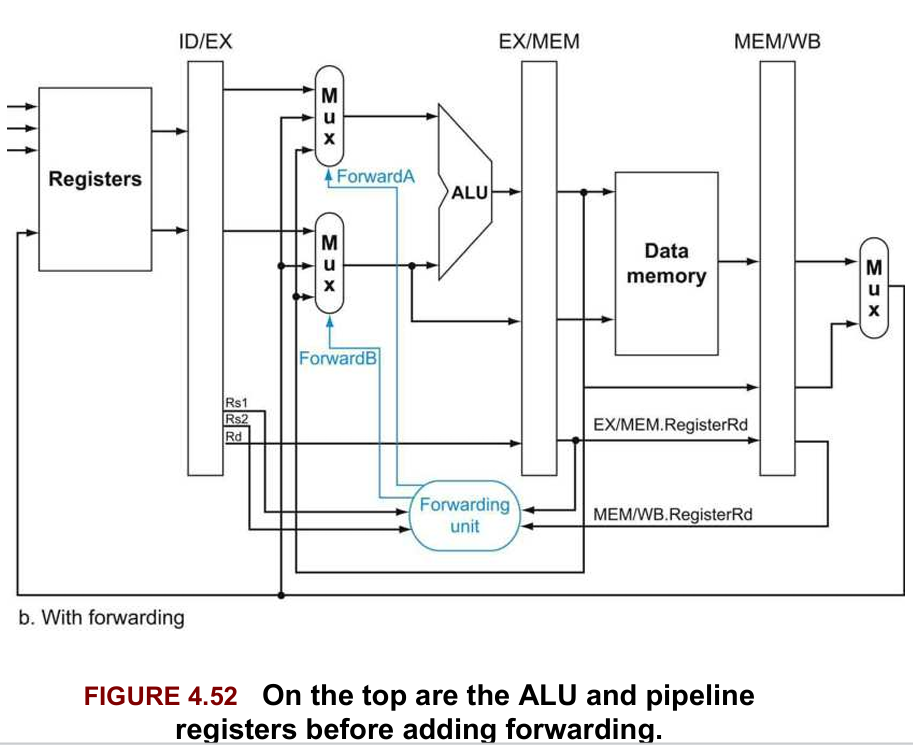 ID/EX
EX/MEM
MEM/WB
M
u
x
Registers
ForwardA
ALU
M
u
x
Data
memory
M
u
x
ForwardB
Rs1
Rs2
Rd
EX/MEM.RegisterRd
Forwarding
unit
MEM/WB.RegisterRd
b. With forwarding
FIGURE 4.52 On the top are the ALU and pipeline
registers before adding forwarding.